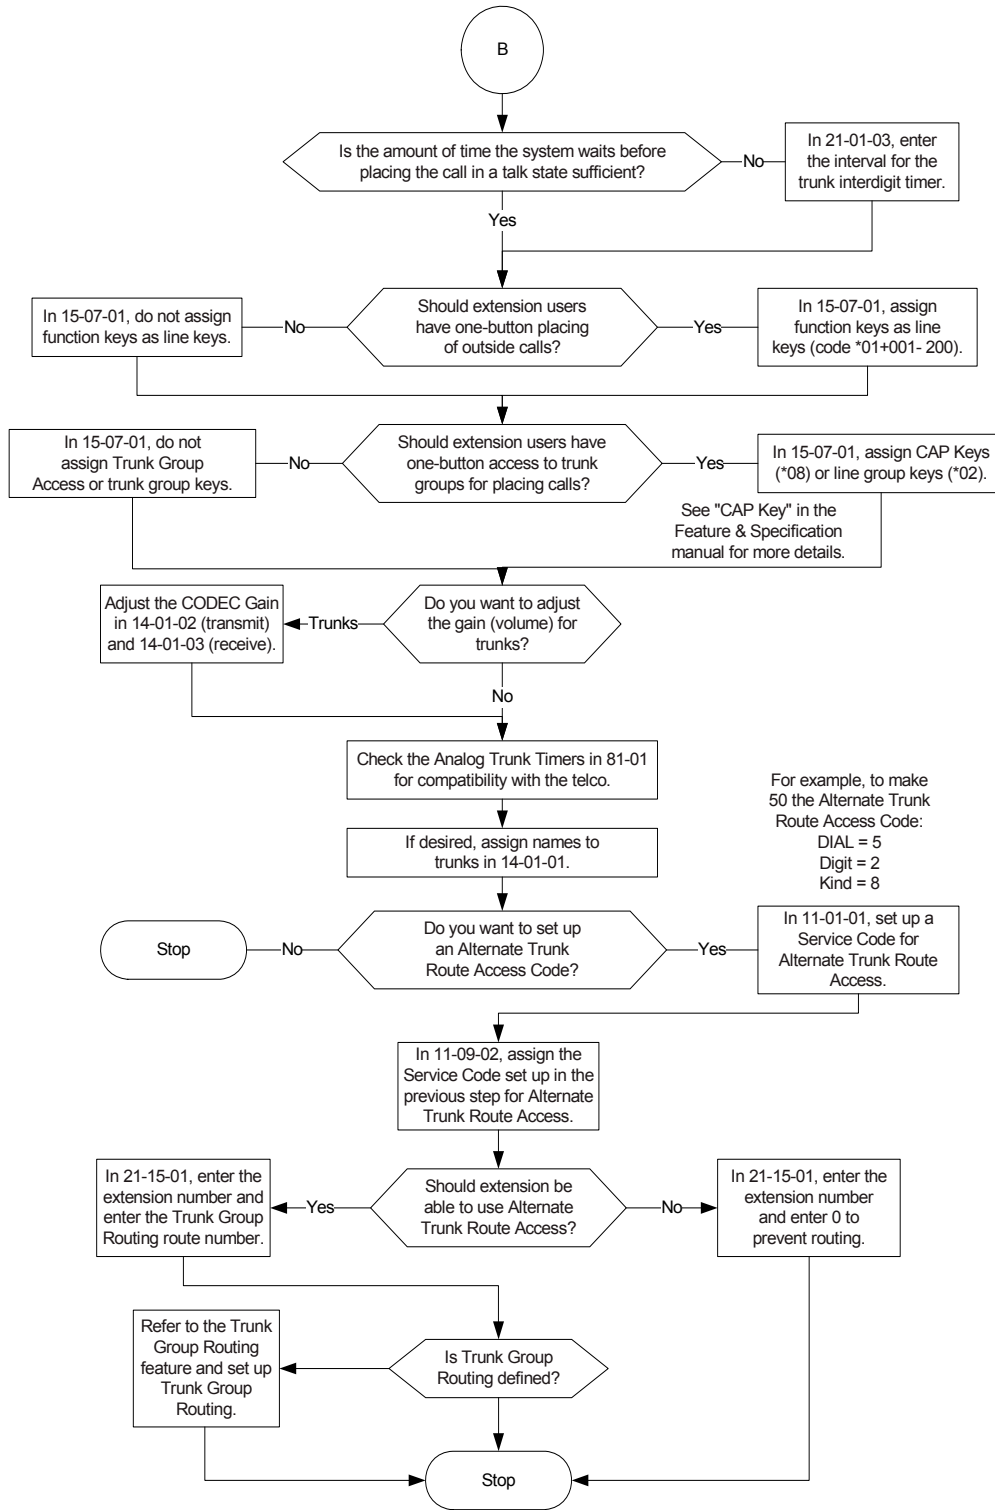 B
Is the amount of time the system waits before
placing the call in a talk state sufficient?
No
In 21-01-03, enter
the interval for the
trunk interdigit timer.
Yes
In 15-07-01, do not assign
function keys as line keys.
No
Should extension users
have one-button placing
of outside calls?
Yes
In 15-07-01, assign
function keys as line
keys (code *01+001- 200).
In 15-07-01, do not
assign Trunk Group
Access or trunk group keys.
No
Should extension users have
one-button access to trunk
groups for placing calls?
Yes
In 15-07-01, assign CAP Keys
(*08) or line group keys (*02).
See "CAP Key" in the
Feature & Specification
manual for more details.
Adjust the CODEC Gain
in 14-01-02 (transmit)
and 14-01-03 (receive).
Trunks
Do you want to adjust
the gain (volume) for
trunks?
No
Check the Analog Trunk Timers in 81-01
for compatibility with the telco.
If desired, assign names to
trunks in 14-01-01.
For example, to make
50 the Alternate Trunk
Route Access Code:
DIAL = 5
Digit = 2
Kind = 8
Stop
No
Do you want to set up
an Alternate Trunk
Route Access Code?
Yes
In 11-01-01, set up a
Service Code for
Alternate Trunk Route
Access.
In 11-09-02, assign the
Service Code set up in the
previous step for Alternate
Trunk Route Access.
In 21-15-01, enter the
extension number and
enter the Trunk Group
Routing route number.
Yes
Should extension be
able to use Alternate
Trunk Route Access?
No
In 21-15-01, enter the
extension number
and enter 0 to
prevent routing.
Refer to the Trunk
Group Routing
feature and set up
Trunk Group
Routing.
Is Trunk Group
Routing defined?
Stop